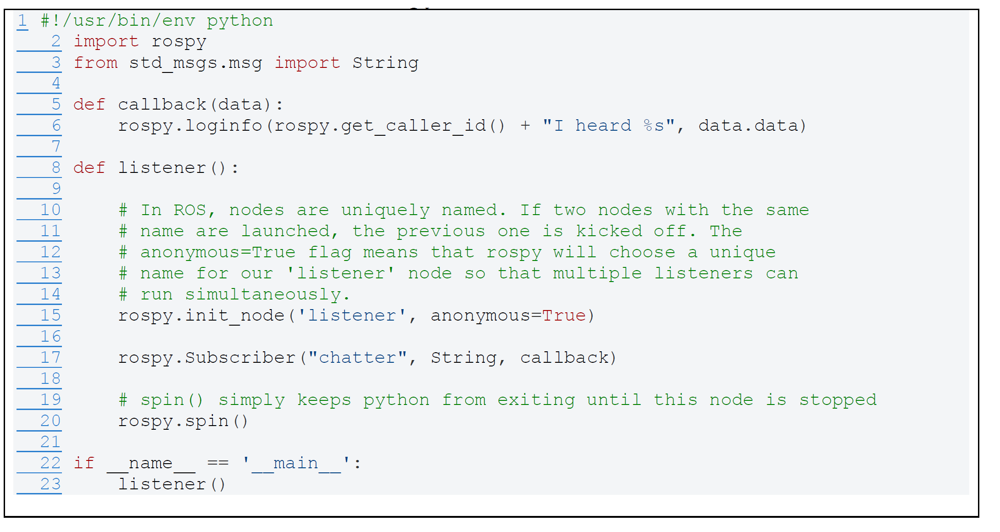 1 #!/usr/bin/env python
2 import rospy
3 from std_msgs.msg import String
4
5 def callback(data):
6     rospy.loginfo(rospy.get_caller_id() + "I heard %s", data.data)
7
8 def listener():
9
10     # In ROS, nodes are uniquely named. If two nodes with the same
11     # name are launched, the previous one is kicked off. The
12     # anonymous=True flag means that rospy will choose a unique
13     # name for our 'listener' node so that multiple listeners can
14     # run simultaneously.
15     rospy.init_node('listener', anonymous=True)
16
17     rospy.Subscriber("chatter", String, callback)
18
19     # spin() simply keeps python from exiting until this node is stopped
20     rospy.spin()
21
22 if __name__ == '__main__':
23     listener()